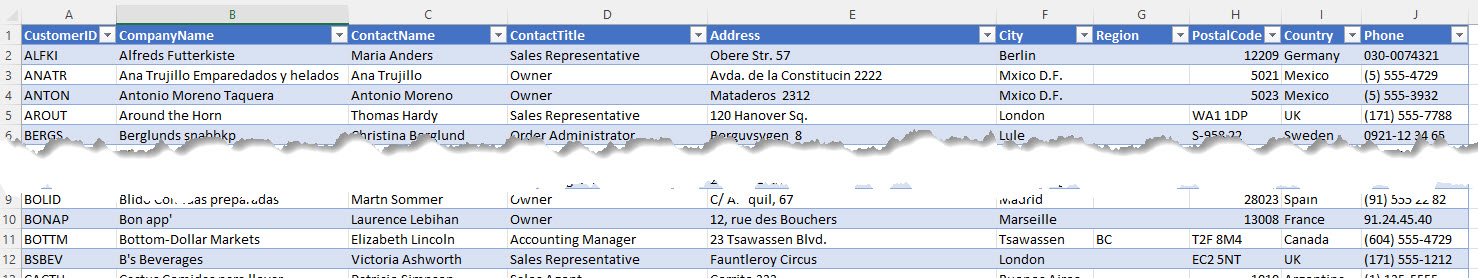 A B C D E F G H I J
1 CustomerID CompanyName ContactName ContactTitle Address City Region PostalCode Country Phone
2 ALFKI Alfreds Futterkiste Maria Anders Sales Representative Obere Str. 57 Berlin 12209 Germany 030-0074321
3 ANATR Ana Trujillo Emparedados y helados Ana Trujillo Owner Avda. de la Constitucin 2222 Mxico D.F. 5021 Mexico (5) 555-4729
4 ANTON Antonio Moreno Taquera Antonio Moreno Owner Mataderos 2312 Mxico D.F. 5023 Mexico (5) 555-3932
5 AROUT Around the Horn Thomas Hardy Sales Representative 120 Hanover Sq. London WA1 1DP UK (171) 555-7788
6 BERGS Berglunds snabbkp Christina Berglund Order Administrator Berguvsvgen 8 Lule S-958 22 Sweden 0921-12 34 65
9 BOLID Blido preparadas Martn Sommer Owner C/ quil, 67 Madrid 28023 Spain (91) 555 22 82
10 BONAP Bon app' Laurence Lebihan Owner 12, rue des Bouchers Marseille 13008 France 91.24.45.40
11 BOTTM Bottom-Dollar Markets Elizabeth Lincoln Accounting Manager 23 Tsawassen Blvd. Tsawassen BC T2F 8M4 Canada (604) 555-4729
12 BSBEV B's Beverages Victoria Ashworth Sales Representative Fauntleroy Circus London EC2 5NT UK (171) 555-1212